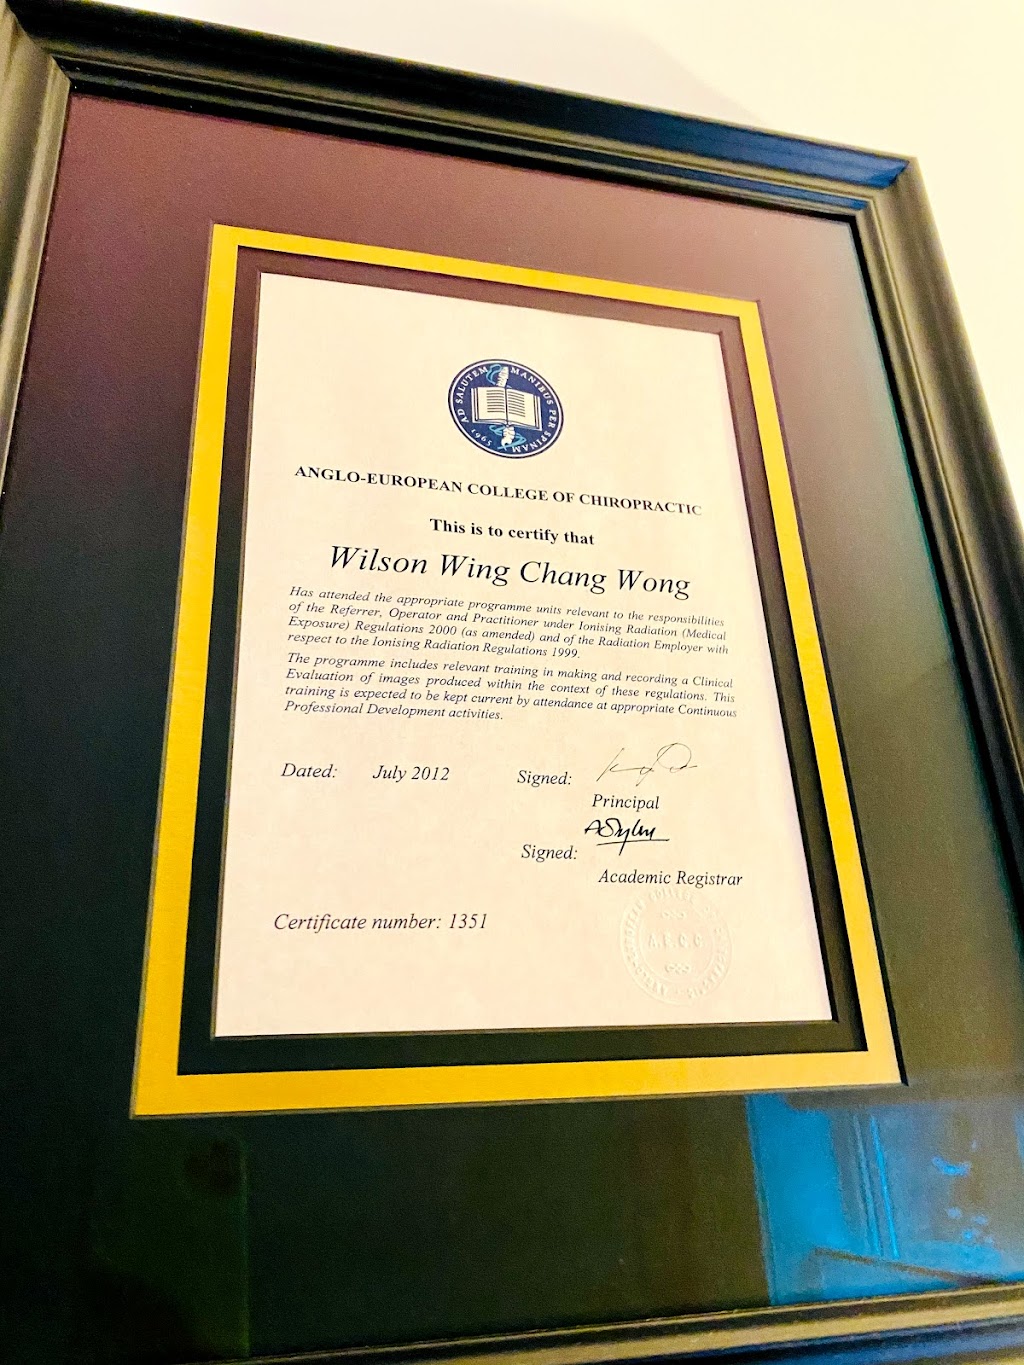 AD SALUTEM MANIBUS PER SPINAM 1965
ANGLO-EUROPEAN COLLEGE OF CHIROPRACTIC
This is to certify that
Wilson Wing Chang Wong
Has attended the appropriate programme units relevant to the responsibilities
of the Referrer, Operator and Practitioner under Ionising Radiation (Medical
Exposure) Regulations 2000 (as amended) and of the Radiation Employer with
respect to the Ionising Radiation Regulations 1999.
The programme includes relevant training in making and recording a Clinical
Evaluation of images produced within the context of these regulations. This
training is expected to be kept current by attendance at appropriate Continuous
Professional Development activities.
Dated: July 2012 Signed:
Principal
Signed:
Academic Registrar
Certificate number: 1351
A.E.C.C.